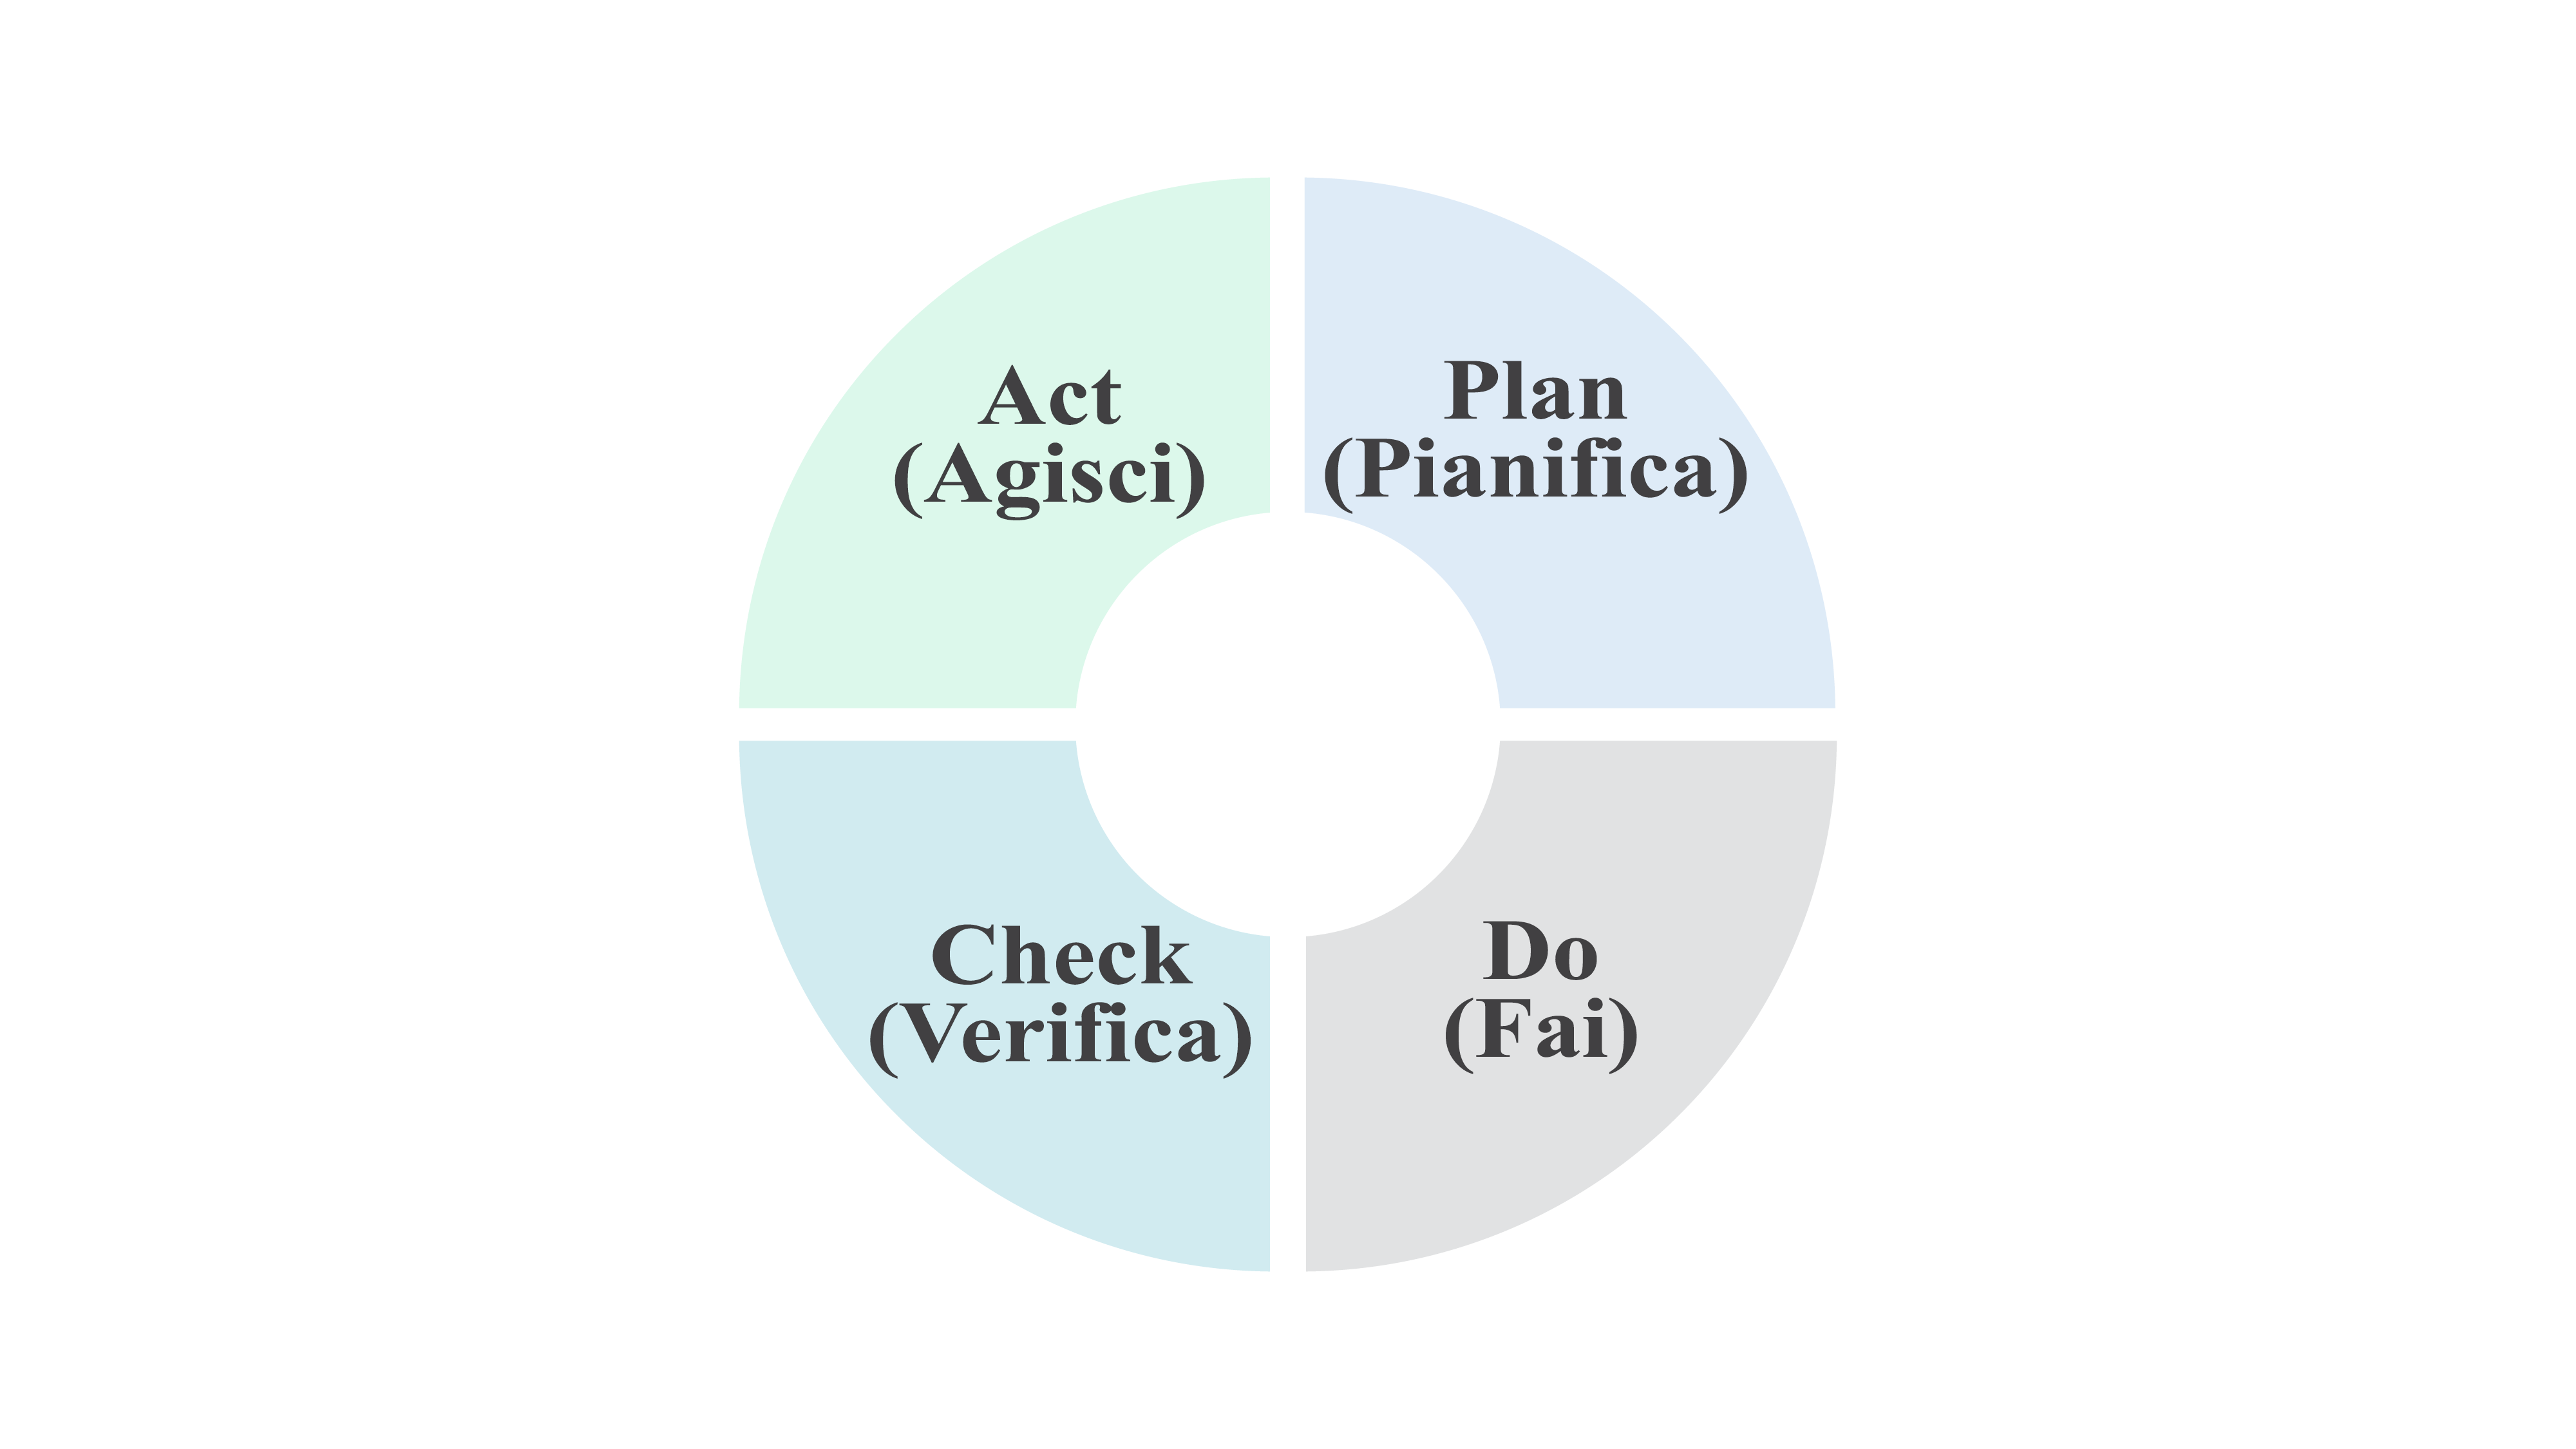 Act
(Agisci)
Plan
(Pianifica)
Check
(Verifica)
Do
(Fai)